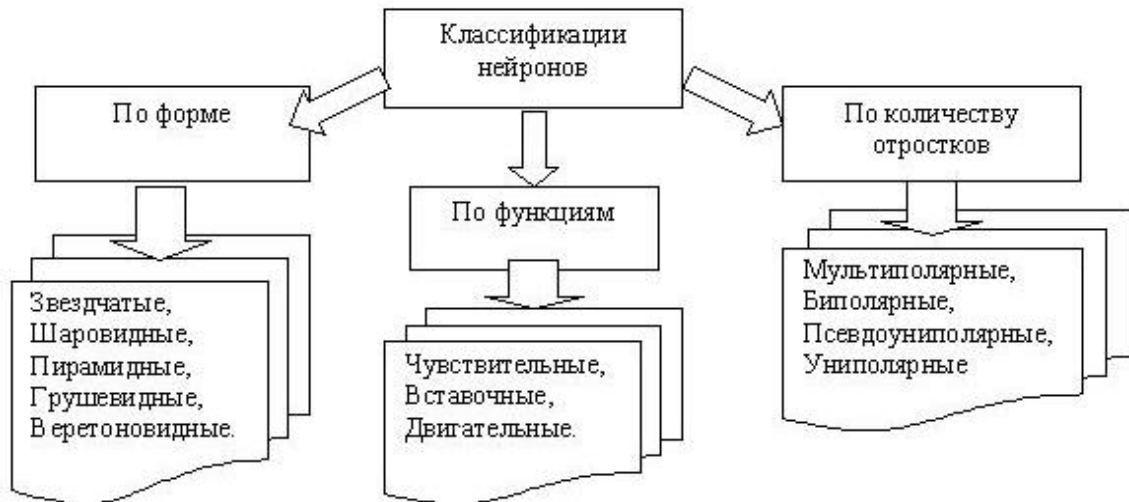 Классификации
нейронов
По форме
По функциям
По количеству
отростков
Звездчатые,
Шаровидные,
Пирамидные,
Грушевидные,
Веретоновидные.
Чувствительные,
Вставочные,
Двигательные.
Мультиполярные,
Биполярные,
Псевдоуниполярные,
Униполярные